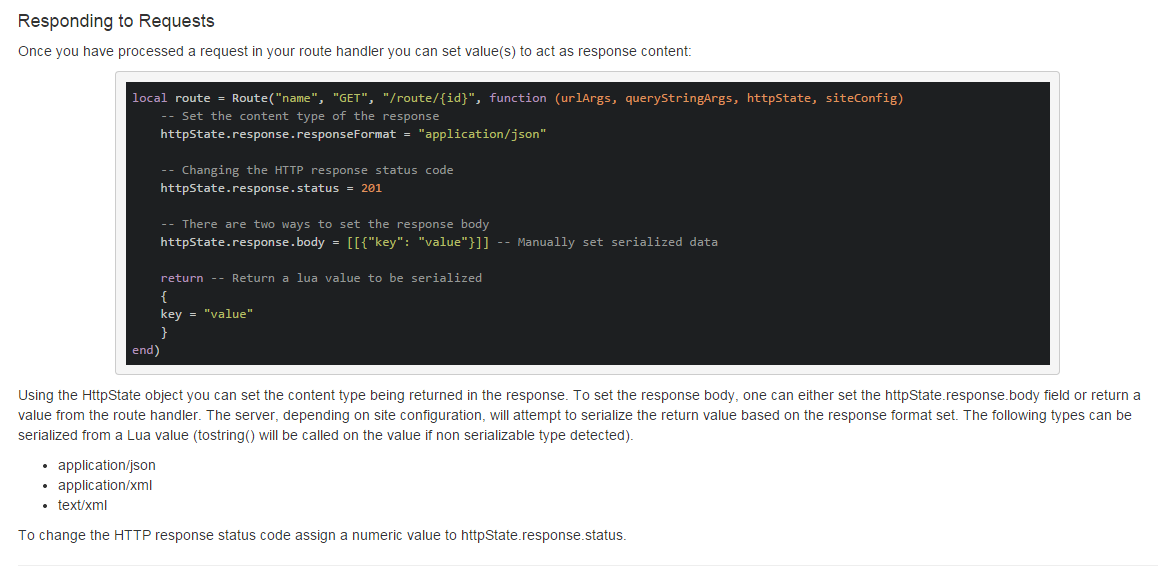 Responding to Requests
Once you have processed a request in your route handler you can set value(s) to act as response content:
local route = Route("name", "GET", "/route/{id}", function (urlArgs, queryStringArgs, httpState, siteConfig)
    -- Set the content type of the response
    httpState.response.responseFormat = "application/json"

    -- Changing the HTTP response status code
    httpState.response.status = 201

    -- There are two ways to set the response body
    httpState.response.body = [[{"key": "value"}]] -- Manually set serialized data

    return -- Return a lua value to be serialized
    {
    key = "value"
    }
end)
Using the HttpState object you can set the content type being returned in the response. To set the response body, one can either set the httpState.response.body field or return a
value from the route handler. The server, depending on site configuration, will attempt to serialize the return value based on the response format set. The following types can be
serialized from a Lua value (tostring() will be called on the value if non serializable type detected).
• application/json
• application/xml
• text/xml
To change the HTTP response status code assign a numeric value to httpState.response.status.